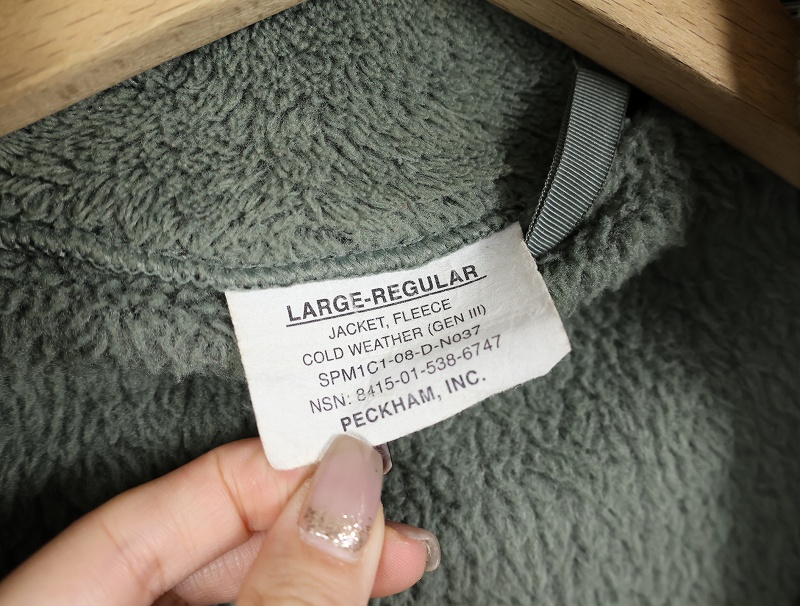 LARGE-REGULAR
JACKET, FLEECE
COLD WEATHER (GEN III)
SPM1C1-08-D-N037
NSN: 8415-01-538-6747
PECKHAM, INC.